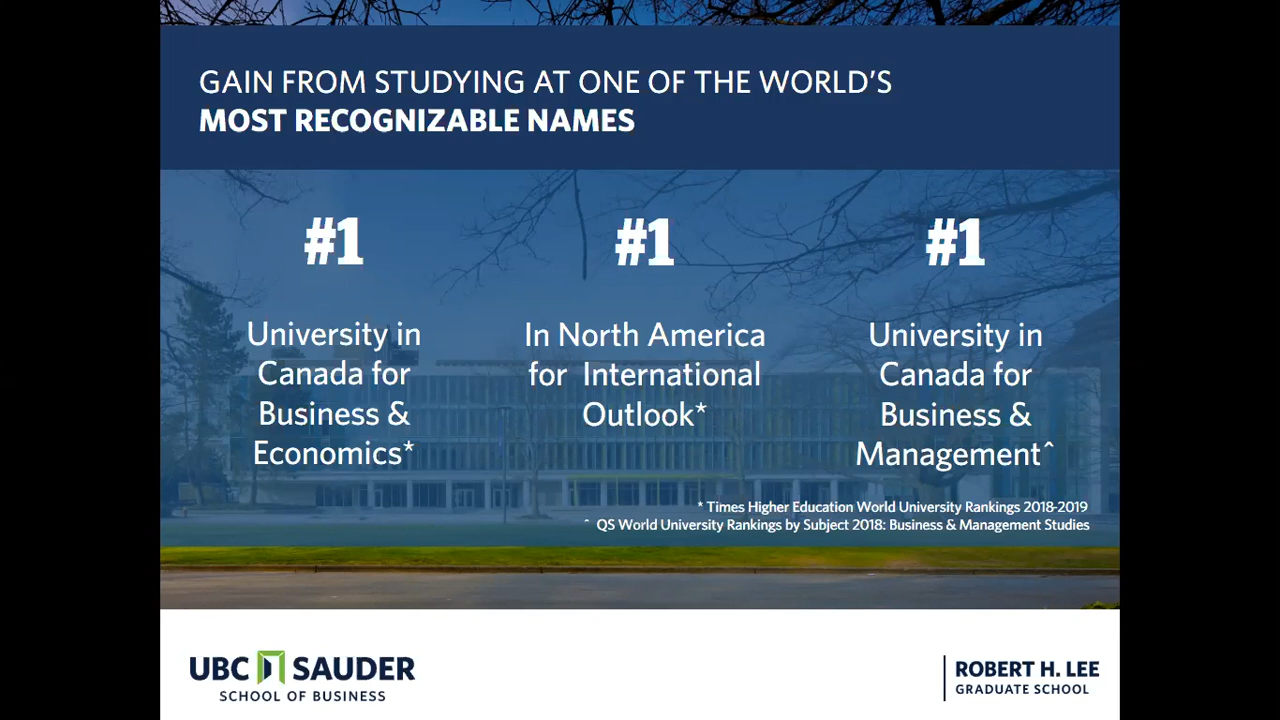 GAIN FROM STUDYING AT ONE OF THE WORLD'S
MOST RECOGNIZABLE NAMES
#1
University in
Canada for
Business &
Economics*
#1
In North America
for International
Outlook*
#1
University in
Canada for
Business &
Management^
* Times Higher Education World University Rankings 2018-2019
^ QS World University Rankings by Subject 2018: Business & Management Studies
UBC SAUDER
SCHOOL OF BUSINESS
ROBERT H. LEE
GRADUATE SCHOOL